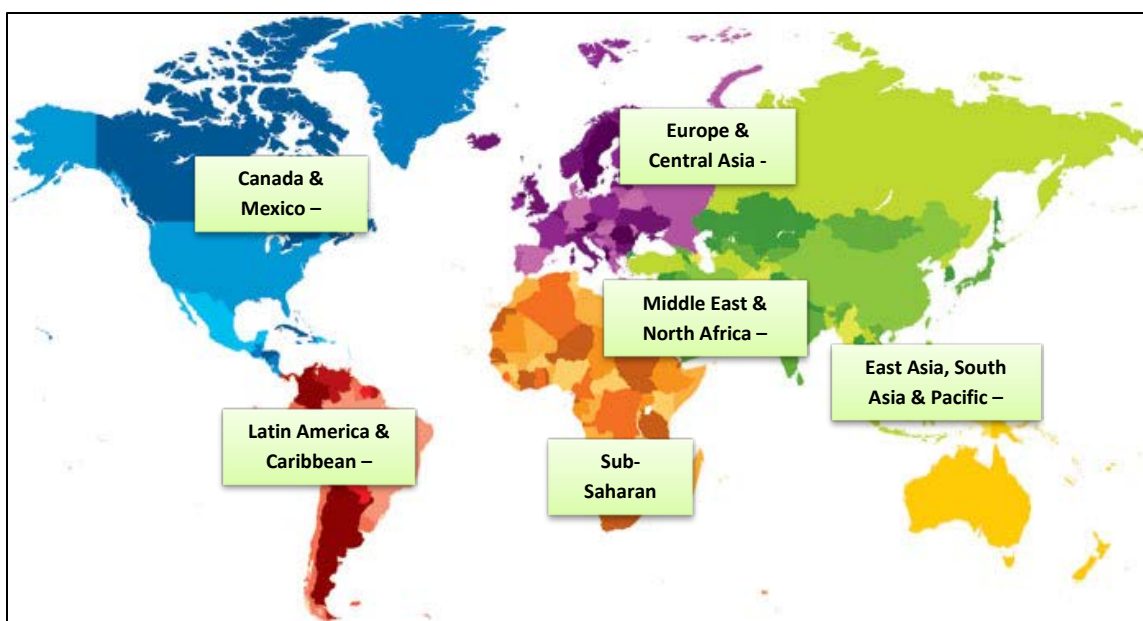 Canada &
Mexico –
Europe &
Central Asia -
Middle East &
North Africa –
East Asia, South
Asia & Pacific –
Latin America &
Caribbean –
Sub-
Saharan